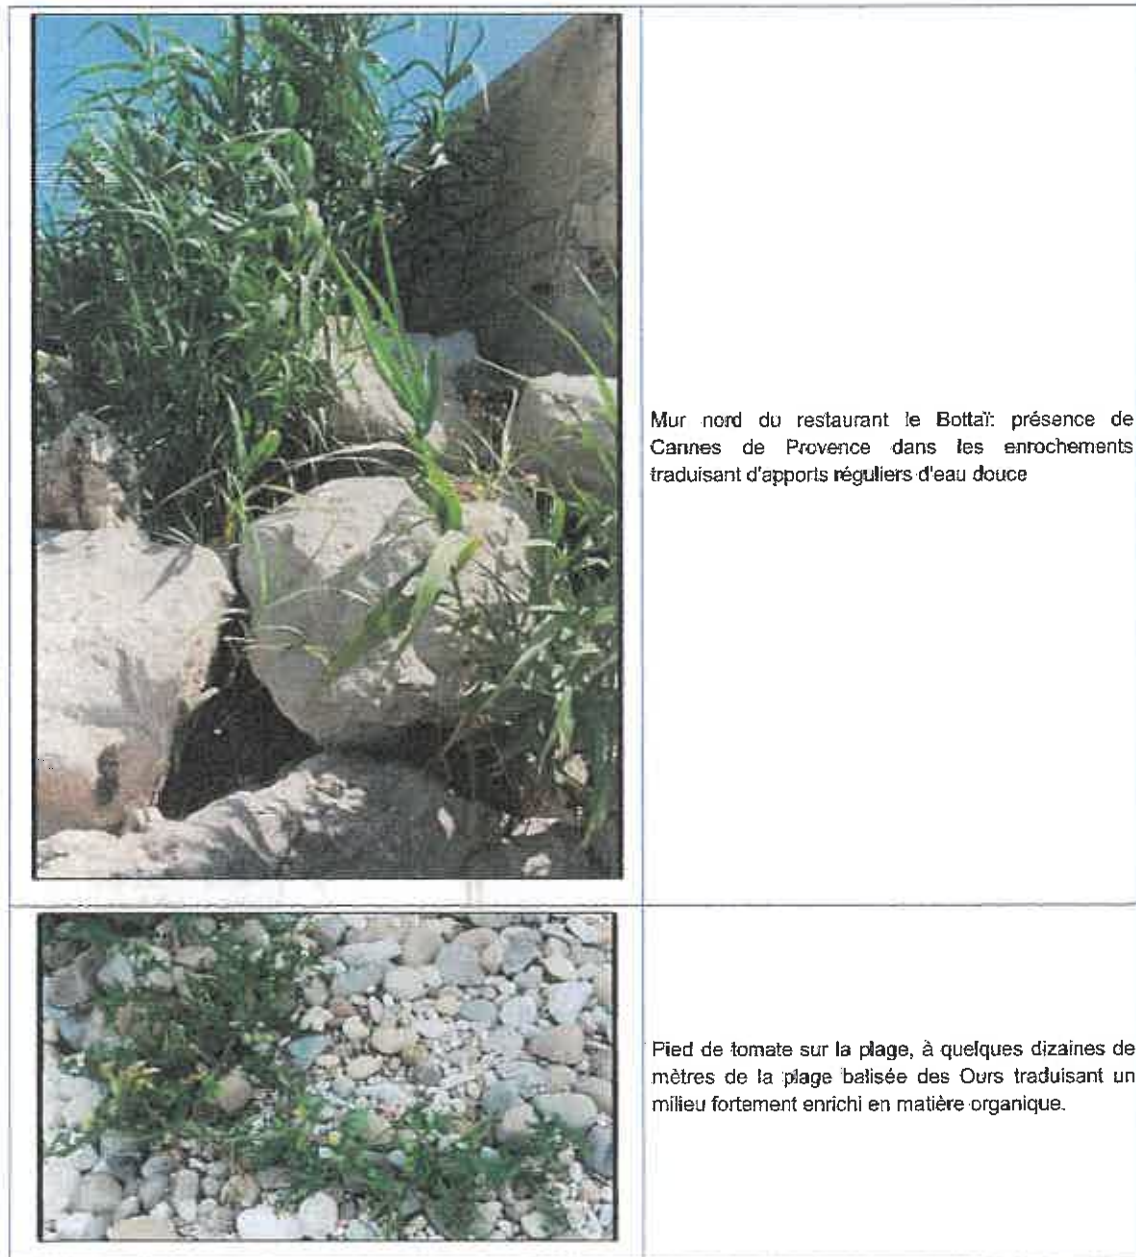 Mur nord du restaurant le Bottaï: présence de
Cannes de Provence dans les enrochements
traduisant d'apports réguliers d'eau douce
Pied de tomate sur la plage, à quelques dizaines de
mètres de la plage balisée des Ours traduisant un
milieu fortement enrichi en matière organique.